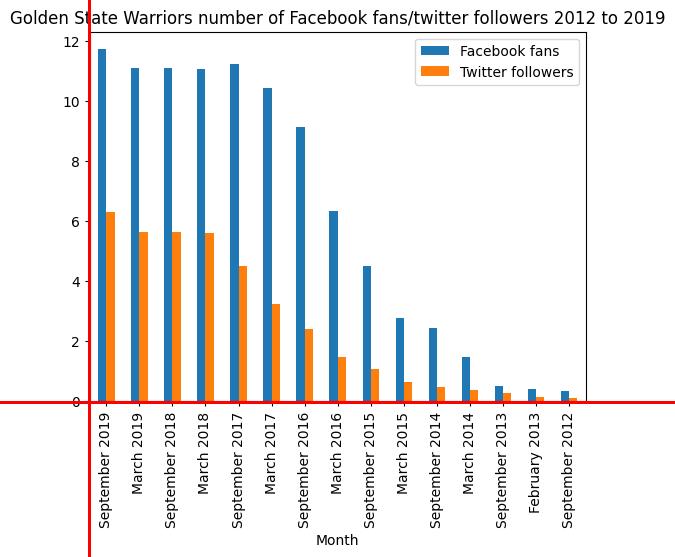 Golden State Warriors number of Facebook fans/twitter followers 2012 to 2019
Facebook fans
Twitter followers
12
10
8
6
4
2
0
September 2019
March 2019
September 2018
March 2018
September 2017
March 2017
September 2016
March 2016
September 2015
March 2015
September 2014
March 2014
September 2013
February 2013
September 2012
Month